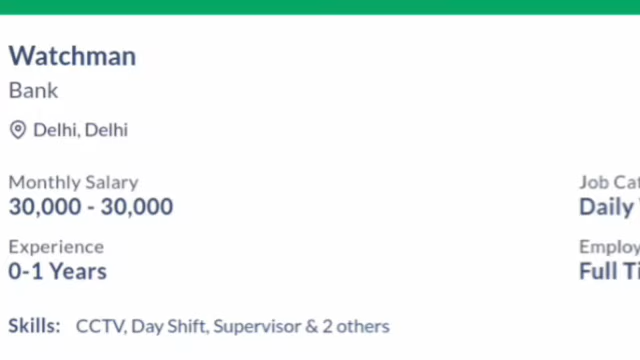 Watchman
Bank
Delhi, Delhi
Monthly Salary
30,000 - 30,000
Job Cat
Daily
Experience
0-1 Years
Employ
Full Ti
Skills: CCTV, Day Shift, Supervisor & 2 others